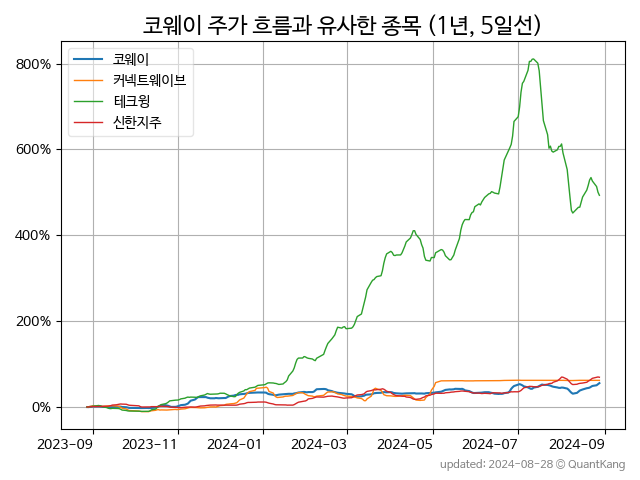 코웨이 주가 흐름과 유사한 종목 (1년, 5일선)
코웨이
커넥트웨이브
테크윙
신한지주
800%
600%
400%
200%
0%
2023-09 2023-11 2024-01 2024-03 2024-05 2024-07 2024-09
updated: 2024-08-28 © QuantKang